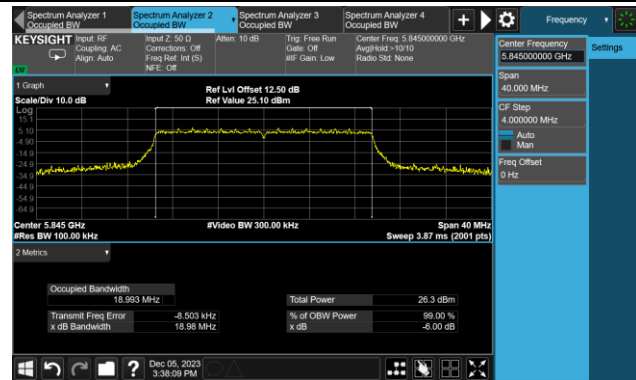 Spectrum Analyzer 1
Occupied BW
Spectrum Analyzer 2
Occupied BW
Spectrum Analyzer 3
Occupied BW
Spectrum Analyzer 4
Occupied BW
Frequency
KEYSIGHT
Input: RF
Coupling: AC
Align: Auto
Input Z: 50 Ω
Corrections: Off
Freq Ref: Int (S)
NFE: Off
Atten: 10 dB
Trig: Free Run
Gate: Off
#IF Gain: Low
Center Freq: 5.845000000 GHz
Avg|Hold:>10/10
Radio Std: None
Center Frequency
5.845000000 GHz
Settings
Span
40.000 MHz
CF Step
4.000000 MHz
Auto
Man
Freq Offset
0 Hz
1 Graph
Scale/Div 10.0 dB
Ref Lvl Offset 12.50 dB
Ref Value 25.10 dBm
Log
15.1
5.10
-4.90
-14.9
-24.9
-34.9
-44.9
-54.9
-64.9
Center 5.845 GHz
#Video BW 300.00 kHz
Span 40 MHz
#Res BW 100.00 kHz
Sweep 3.87 ms (2001 pts)
2 Metrics
Occupied Bandwidth
18.993 MHz
Total Power
26.3 dBm
Transmit Freq Error
-8.503 kHz
% of OBW Power
99.00 %
x dB Bandwidth
18.98 MHz
x dB
-6.00 dB
Dec 05, 2023
3:38:09 PM